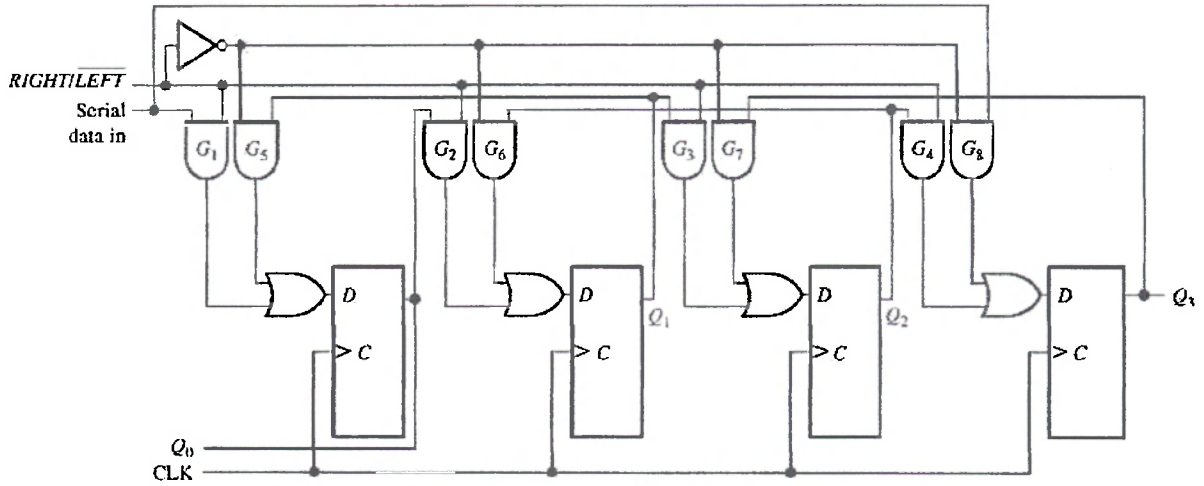 RIGHT/LEFT
Serial
data in
G1 G5 G2 G6 G3 G7 G4 G8
D D D D
Q3
Q1 Q2
C C C C
Q0
CLK